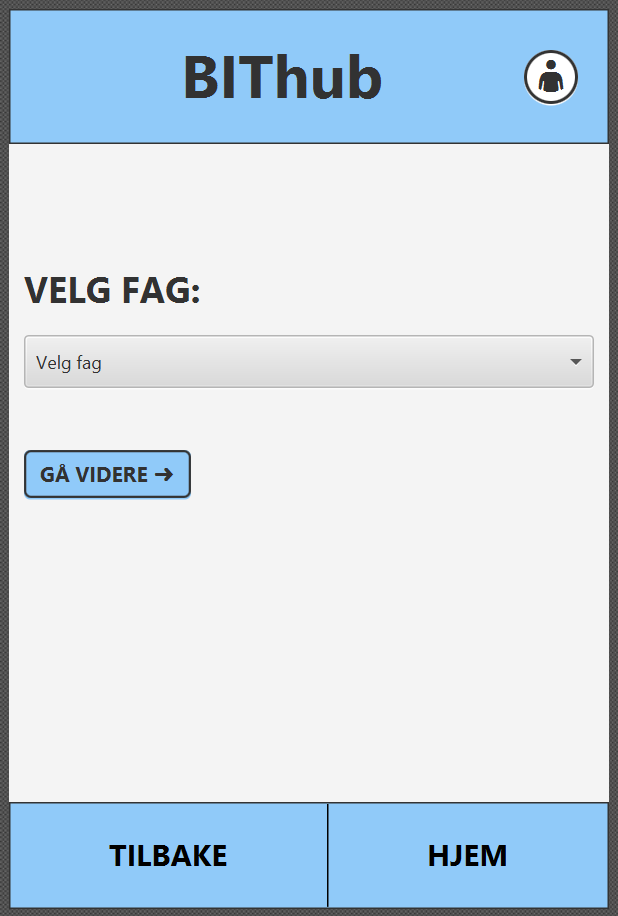 BIThub
VELG FAG:
Velg fag
GÅ VIDERE ➔
TILBAKE
HJEM